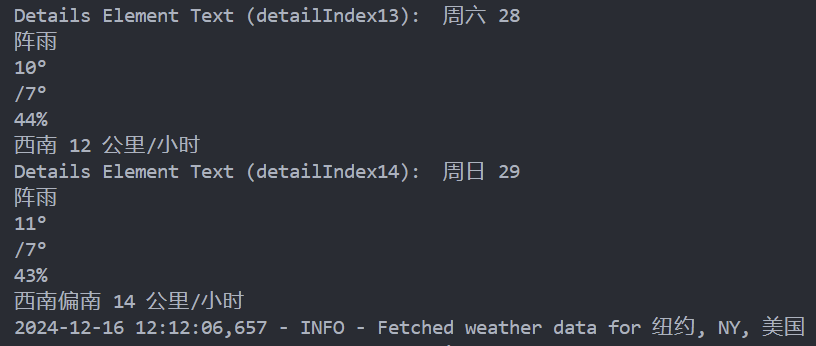 Details Element Text (detailIndex13):  周六 28
阵雨
10°
/7°
44%
西南 12 公里/小时
Details Element Text (detailIndex14):  周日 29
阵雨
11°
/7°
43%
西南偏南 14 公里/小时
2024-12-16 12:12:06,657 - INFO - Fetched weather data for 纽约, NY, 美国